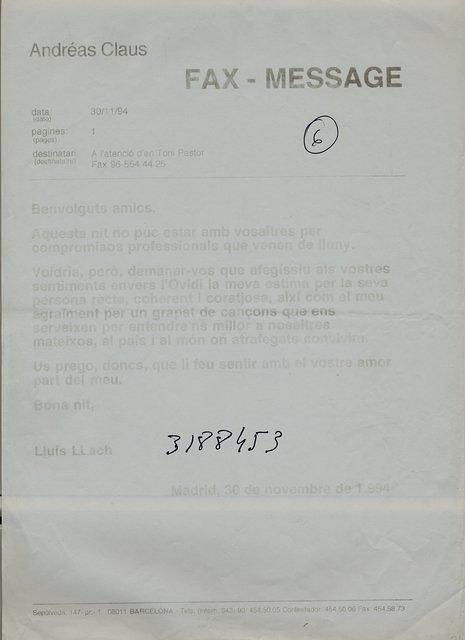 Andréas Claus
FAX - MESSAGE
data: 30/11/94
(data)
pagines: 1
(pages)
destinatari: A l'atenció d'en Toni Pastor
(destinataire) Fax 96-554 44 25
6
Benvolguts amics,
Aquesta nit no puc estar amb vosaltres per
compromisos professionals que venen de lluny.
Voldria, però, demanar-vos que afegíssiu als vostres
sentiments envers l'Ovidi la meva estima per la seva
persona recta, coherent i coratjosa, així com el meu
agraïment per un grapat de cançons que ens
serveixen per entendre'ns millor a nosaltres
mateixos, al país i al món on atrafegats convivim.
Us prego, doncs, que li feu sentir amb el vostre amor
part del meu.
Bona nit,
Lluís LLach
3188453
Madrid, 30 de novembre de 1.994
Sepúlveda, 147- pr.- 1 08011 BARCELONA - Tels. (Intern. 343) 93/ 454.50.05 Contestador: 454.50.06 Fax: 454.58.73